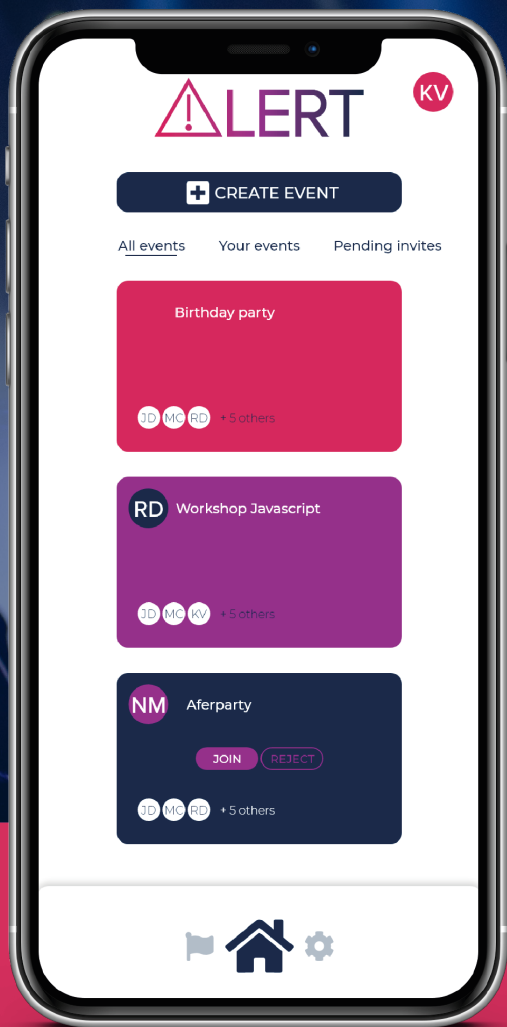 ALERT
KV
CREATE EVENT
All events Your events Pending invites
Birthday party
JD MC RD + 5 others
RD Workshop Javascript
JD MC KV + 5 others
NM Aferparty
JOIN REJECT
JD MC RD + 5 others